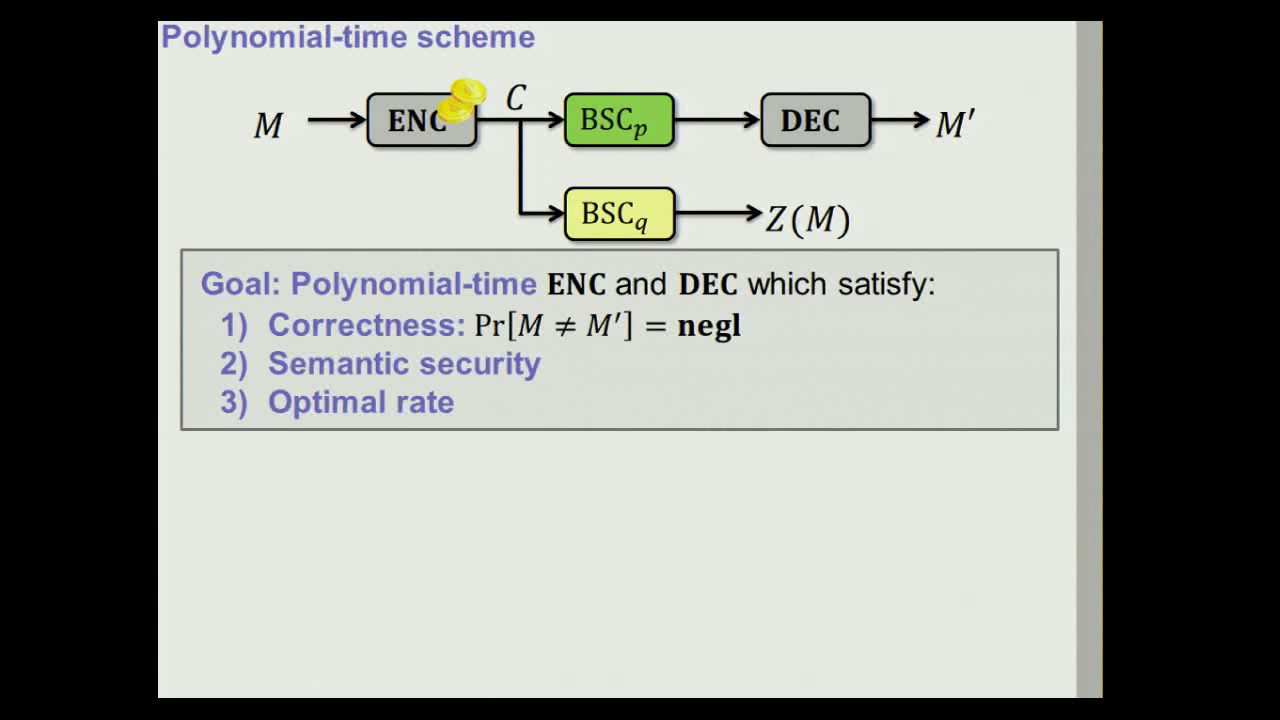 Polynomial-time scheme
M ENC C BSC_p DEC M′
BSC_q Z(M)
Goal: Polynomial-time ENC and DEC which satisfy:
1) Correctness: Pr[M ≠ M′] = negl
2) Semantic security
3) Optimal rate